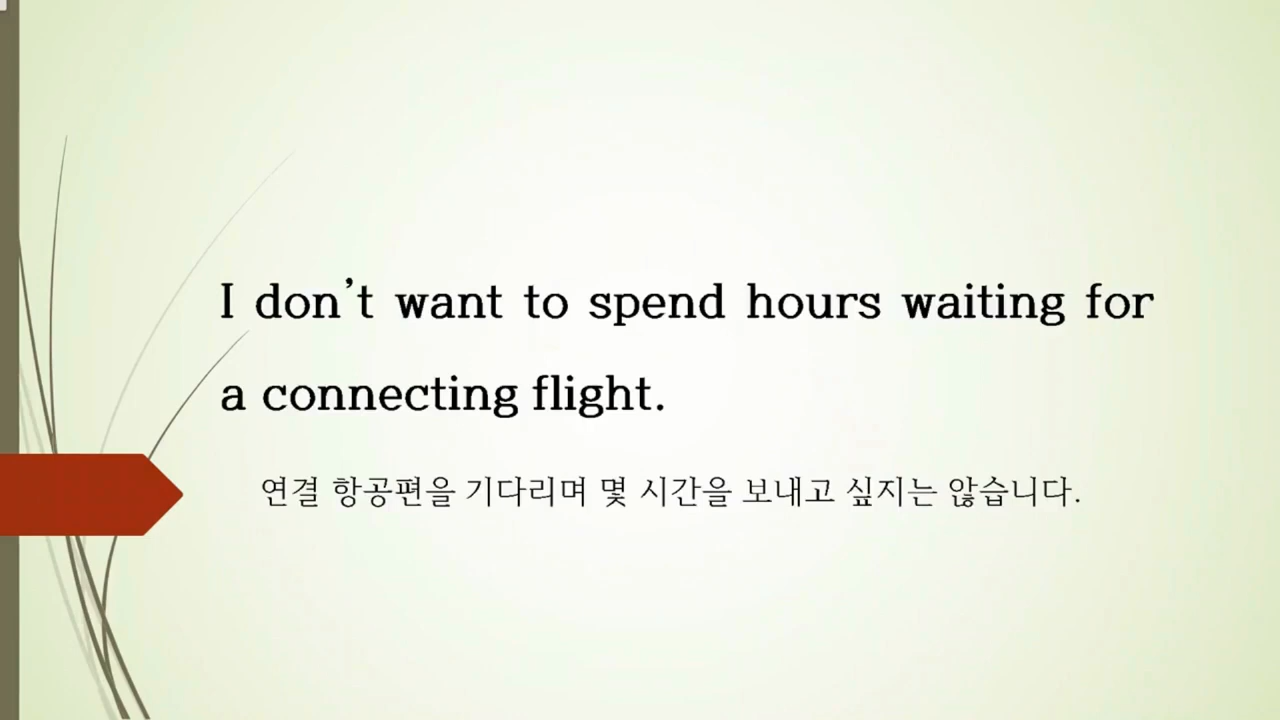 I don't want to spend hours waiting for
a connecting flight.
연결 항공편을 기다리며 몇 시간을 보내고 싶지는 않습니다.